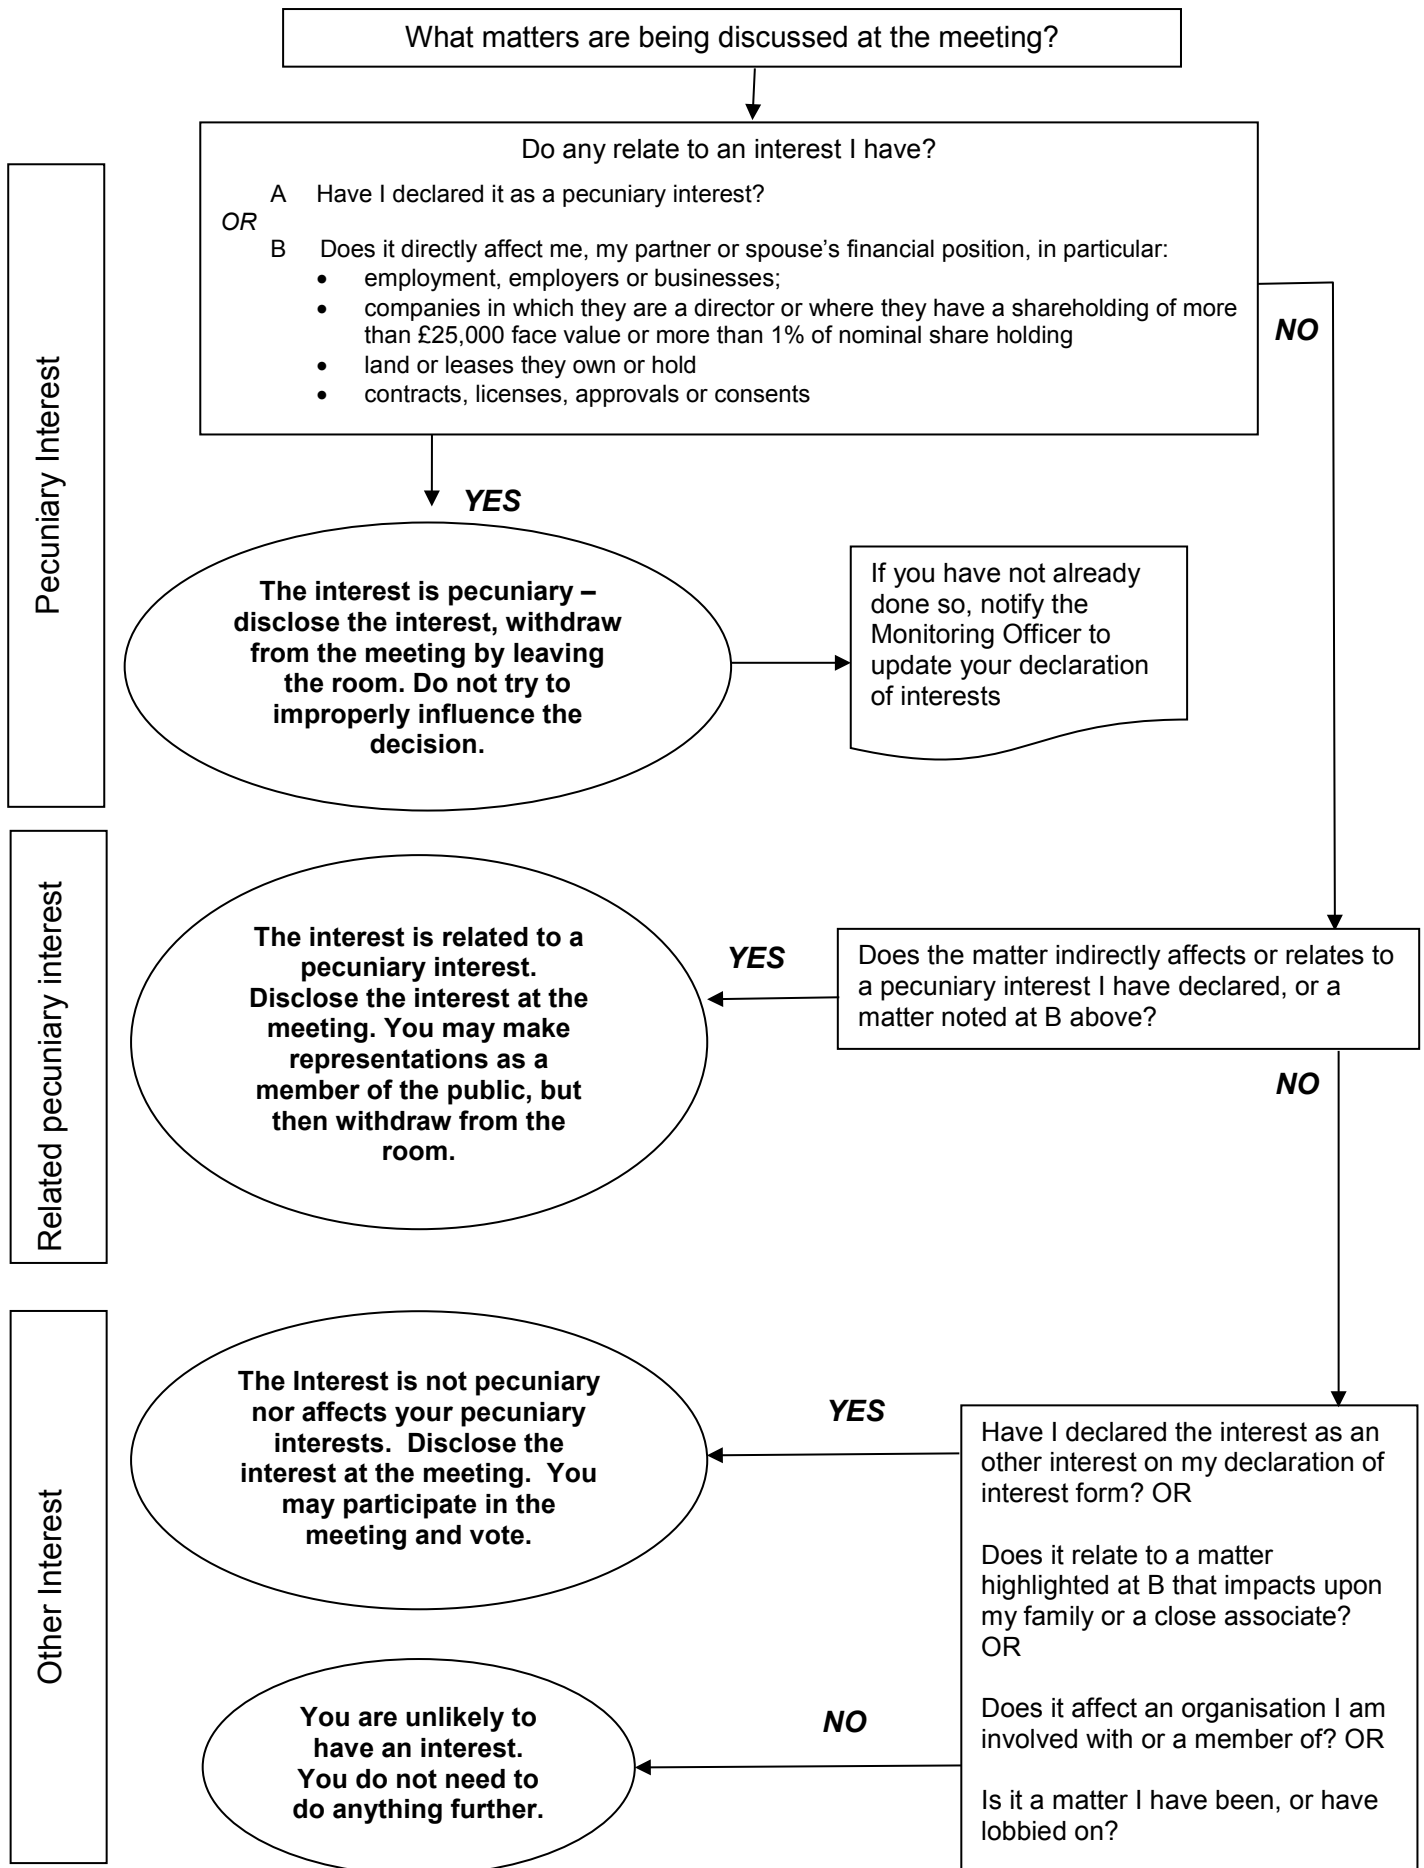 What matters are being discussed at the meeting?
Pecuniary Interest
Do any relate to an interest I have?
A Have I declared it as a pecuniary interest?
OR
B Does it directly affect me, my partner or spouse’s financial position, in particular:
• employment, employers or businesses;
• companies in which they are a director or where they have a shareholding of more
than £25,000 face value or more than 1% of nominal share holding
• land or leases they own or hold
• contracts, licenses, approvals or consents
NO
YES
The interest is pecuniary –
disclose the interest, withdraw
from the meeting by leaving
the room. Do not try to
improperly influence the
decision.
If you have not already
done so, notify the
Monitoring Officer to
update your declaration
of interests
Related pecuniary interest
The interest is related to a
pecuniary interest.
Disclose the interest at the
meeting. You may make
representations as a
member of the public, but
then withdraw from the
room.
YES
Does the matter indirectly affects or relates to
a pecuniary interest I have declared, or a
matter noted at B above?
NO
Other Interest
The Interest is not pecuniary
nor affects your pecuniary
interests. Disclose the
interest at the meeting. You
may participate in the
meeting and vote.
YES
Have I declared the interest as an
other interest on my declaration of
interest form? OR
Does it relate to a matter
highlighted at B that impacts upon
my family or a close associate?
OR
Does it affect an organisation I am
involved with or a member of? OR
Is it a matter I have been, or have
lobbied on?
NO
You are unlikely to
have an interest.
You do not need to
do anything further.